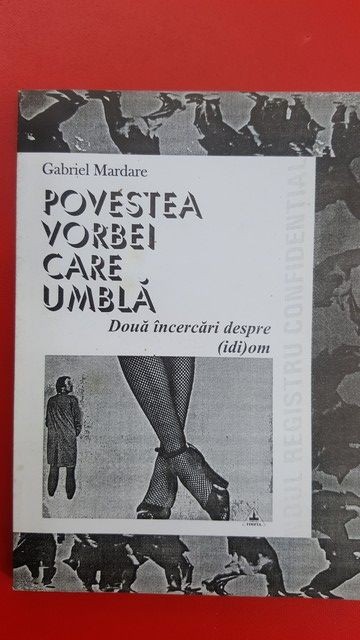 Gabriel Mardare
POVESTEA
VORBEI
CARE
UMBLĂ
Două încercări despre
(idi)om
REGISTRU CONFIDENȚIAL